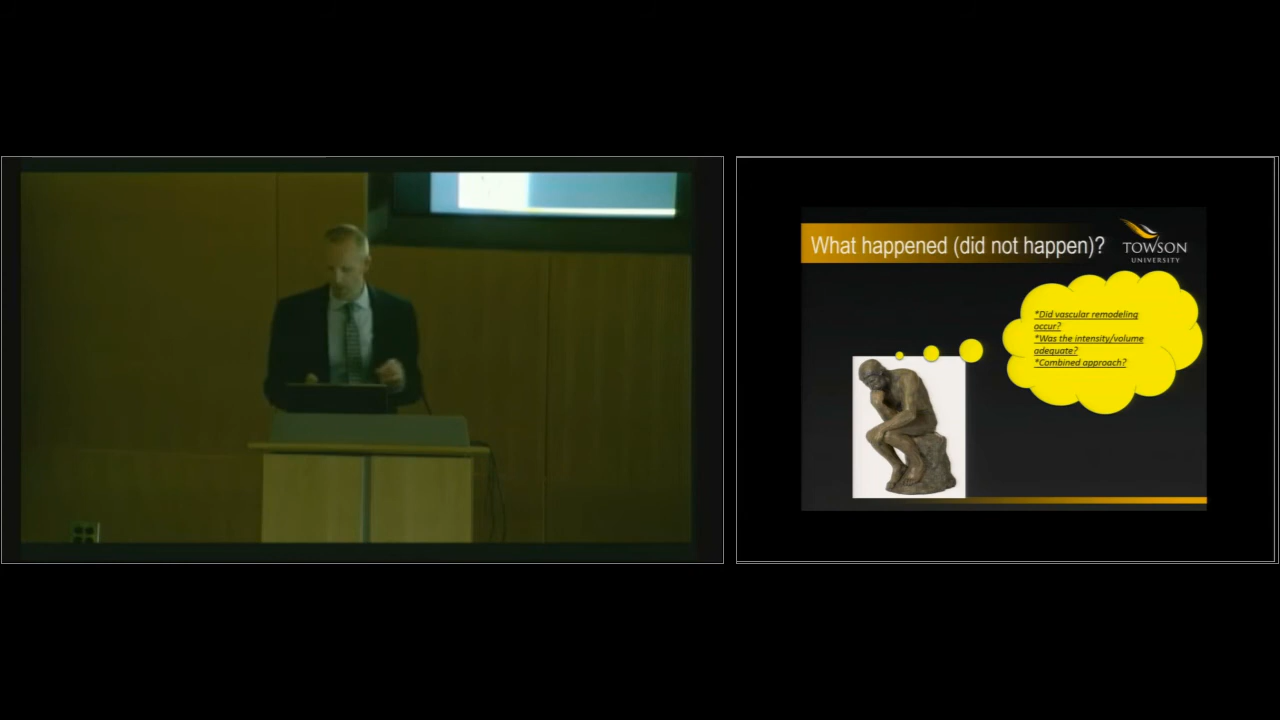 What happened (did not happen)?
TOWSON
UNIVERSITY
*Did vascular remodeling
occur?
*Was the intensity/volume
adequate?
*Combined approach?